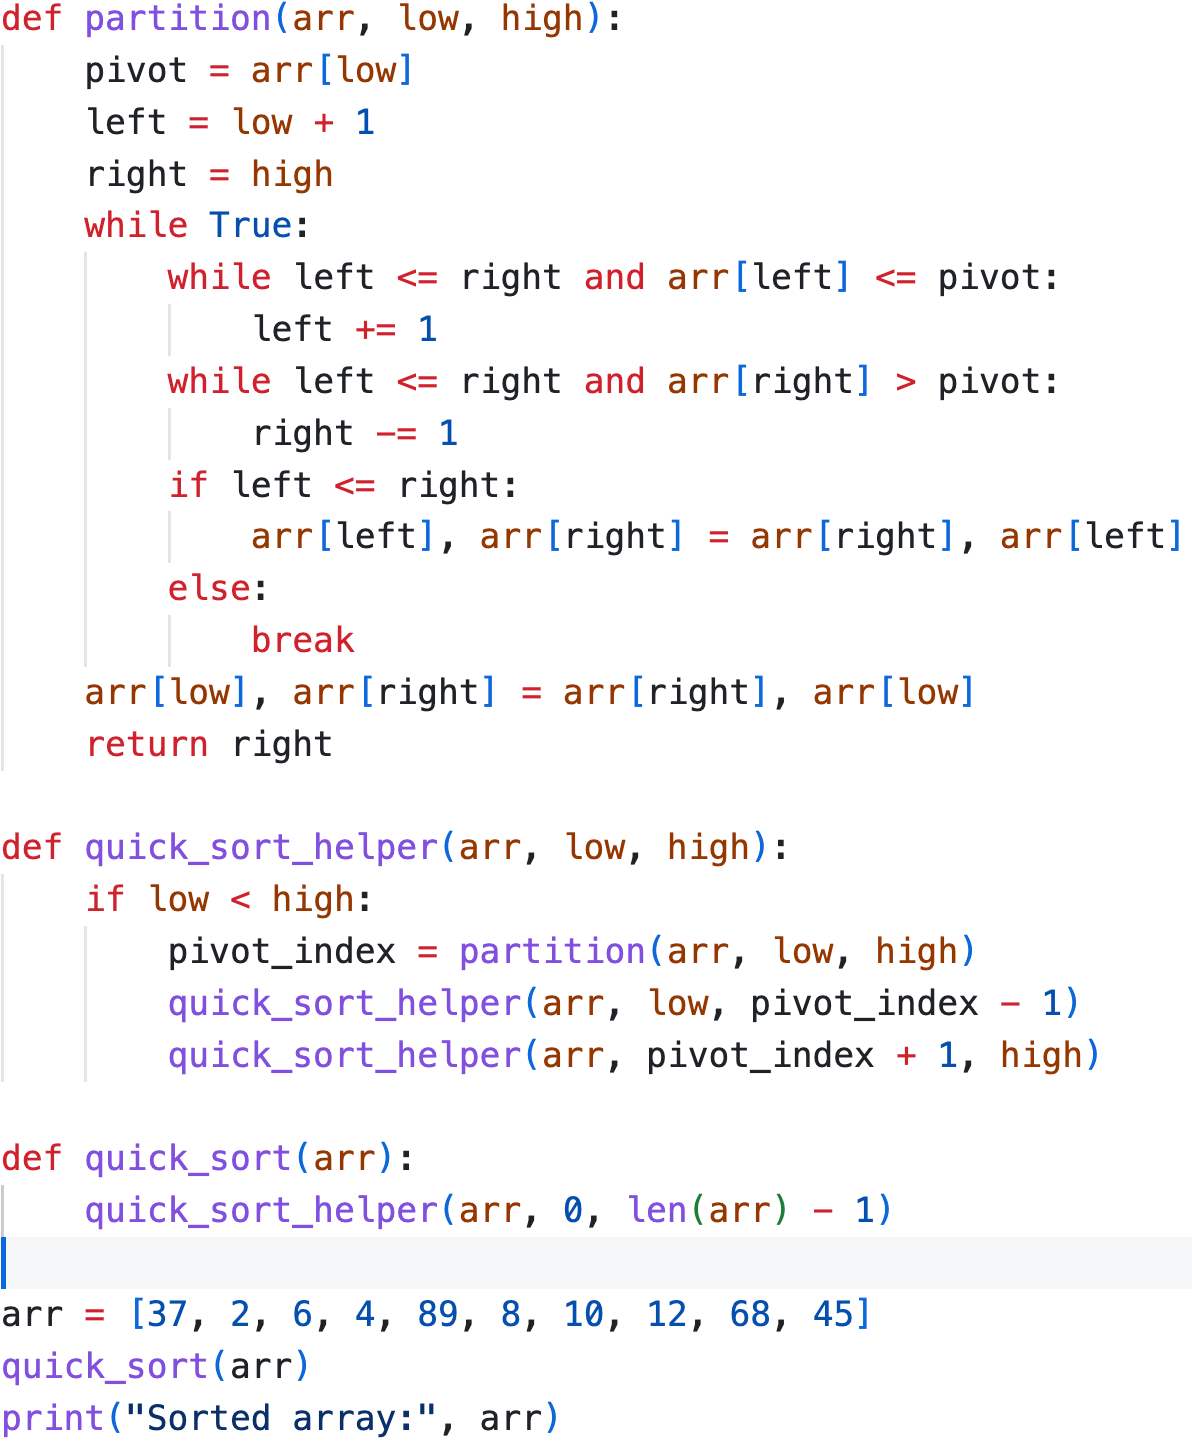 def partition(arr, low, high):
    pivot = arr[low]
    left = low + 1
    right = high
    while True:
        while left <= right and arr[left] <= pivot:
            left += 1
        while left <= right and arr[right] > pivot:
            right -= 1
        if left <= right:
            arr[left], arr[right] = arr[right], arr[left]
        else:
            break
    arr[low], arr[right] = arr[right], arr[low]
    return right

def quick_sort_helper(arr, low, high):
    if low < high:
        pivot_index = partition(arr, low, high)
        quick_sort_helper(arr, low, pivot_index - 1)
        quick_sort_helper(arr, pivot_index + 1, high)

def quick_sort(arr):
    quick_sort_helper(arr, 0, len(arr) - 1)

arr = [37, 2, 6, 4, 89, 8, 10, 12, 68, 45]
quick_sort(arr)
print("Sorted array:", arr)